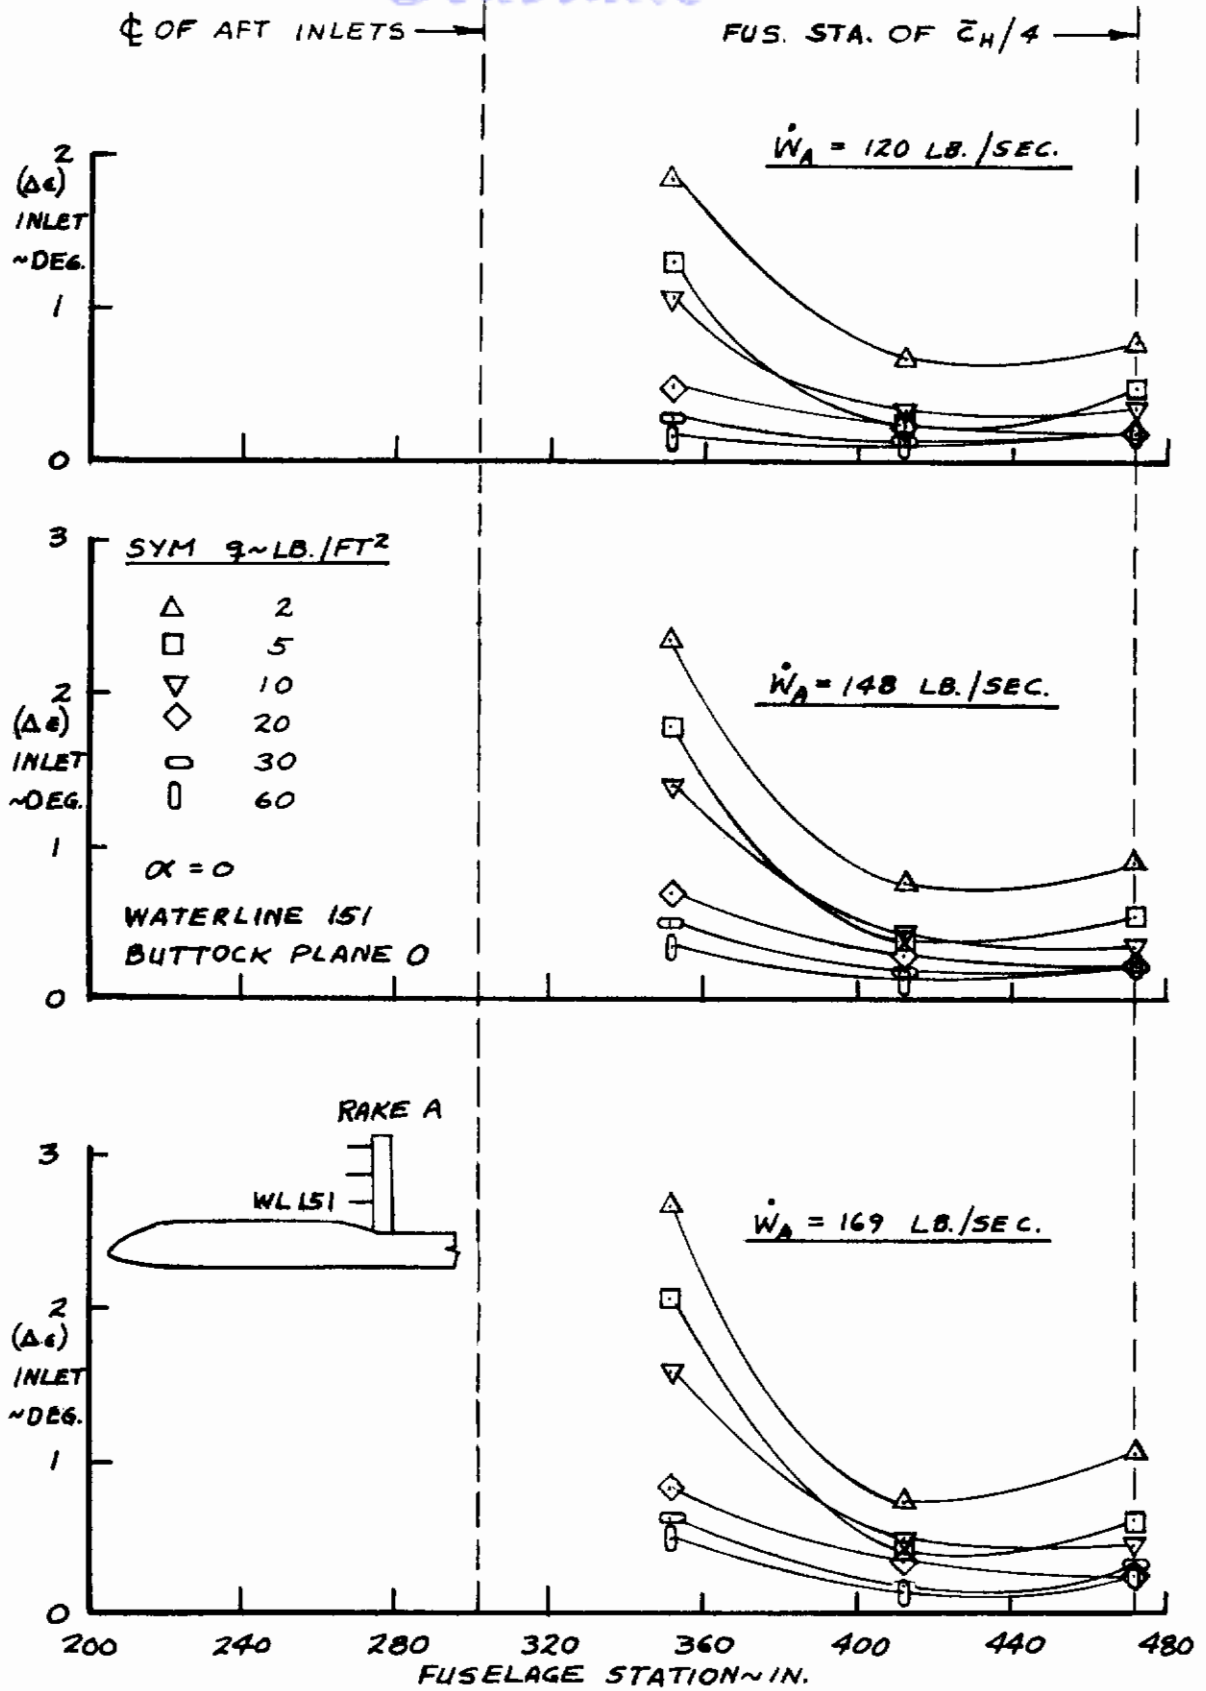 ℄ OF AFT INLETS
FUS. STA. OF c̄H/4
ẆA = 120 LB./SEC.
2
(Δε)
INLET
~DEG.
1
0
3
SYM q~LB./FT²
△ 2
□ 5
▽ 10
◇ 20
30
60
α = 0
WATERLINE 151
BUTTOCK PLANE 0
ẆA = 148 LB./SEC.
2
(Δε)
INLET
~DEG.
1
0
RAKE A
3
WL 151
ẆA = 169 LB./SEC.
2
(Δε)
INLET
~DEG.
1
0
200 240 280 320 360 400 440 480
FUSELAGE STATION~IN.